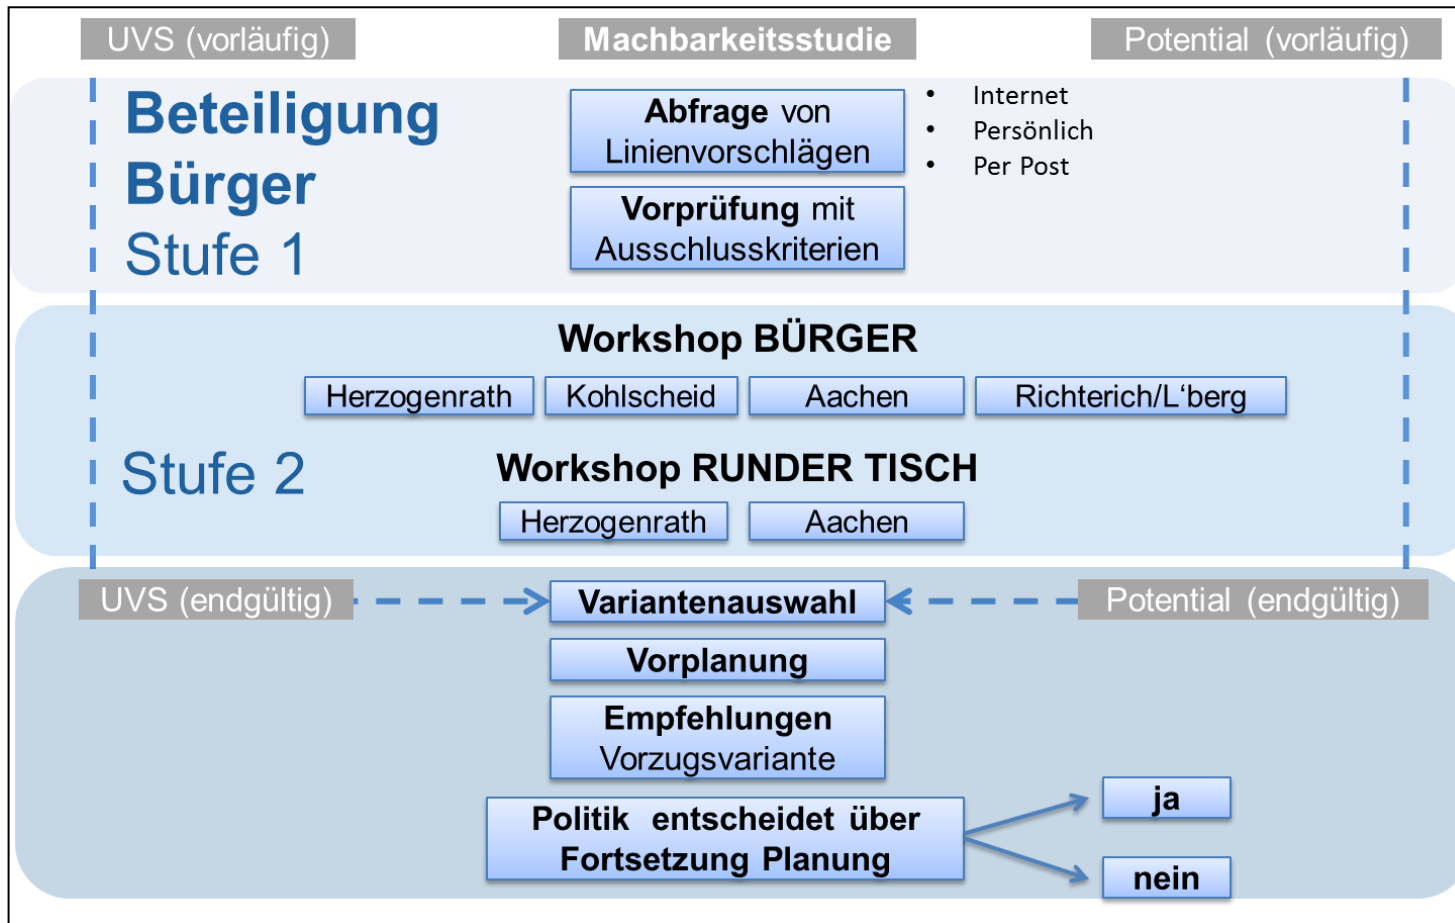 UVS (vorläufig)
Machbarkeitsstudie
Potential (vorläufig)
Beteiligung
Bürger
Stufe 1
Abfrage von
Linienvorschlägen
• Internet
• Persönlich
• Per Post
Vorprüfung mit
Ausschlusskriterien
Workshop BÜRGER
Herzogenrath
Kohlscheid
Aachen
Richterich/L‘berg
Stufe 2
Workshop RUNDER TISCH
Herzogenrath
Aachen
UVS (endgültig)
Variantenauswahl
Potential (endgültig)
Vorplanung
Empfehlungen
Vorzugsvariante
Politik entscheidet über
Fortsetzung Planung
ja
nein